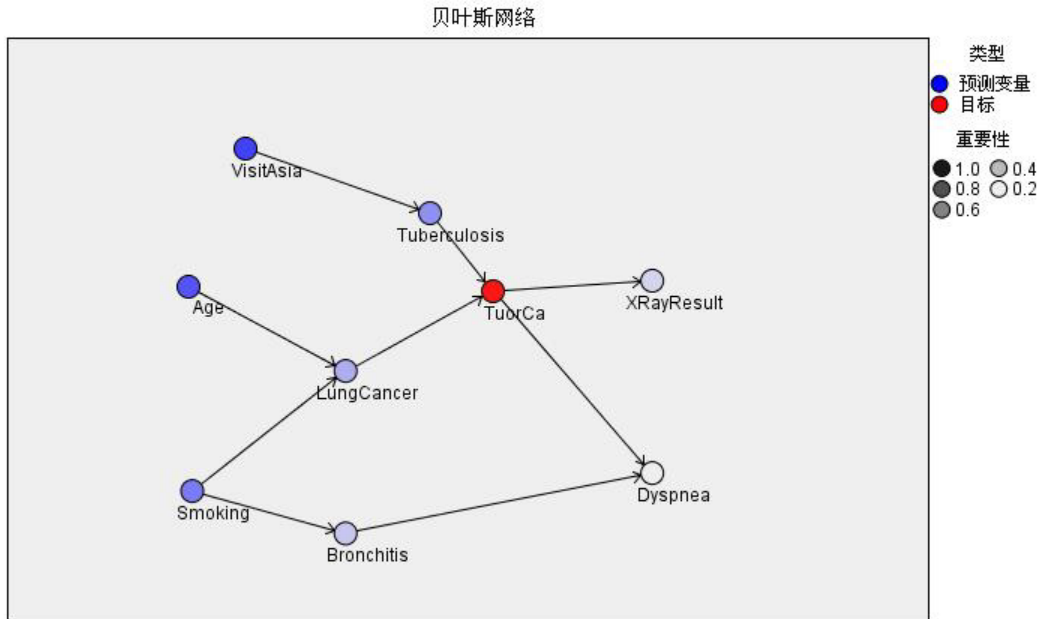 贝叶斯网络
类型
预测变量
目标
重要性
1.0 0.4
0.8 0.2
0.6
VisitAsia
Tuberculosis
Age
TuorCa
XRayResult
LungCancer
Smoking
Dyspnea
Bronchitis